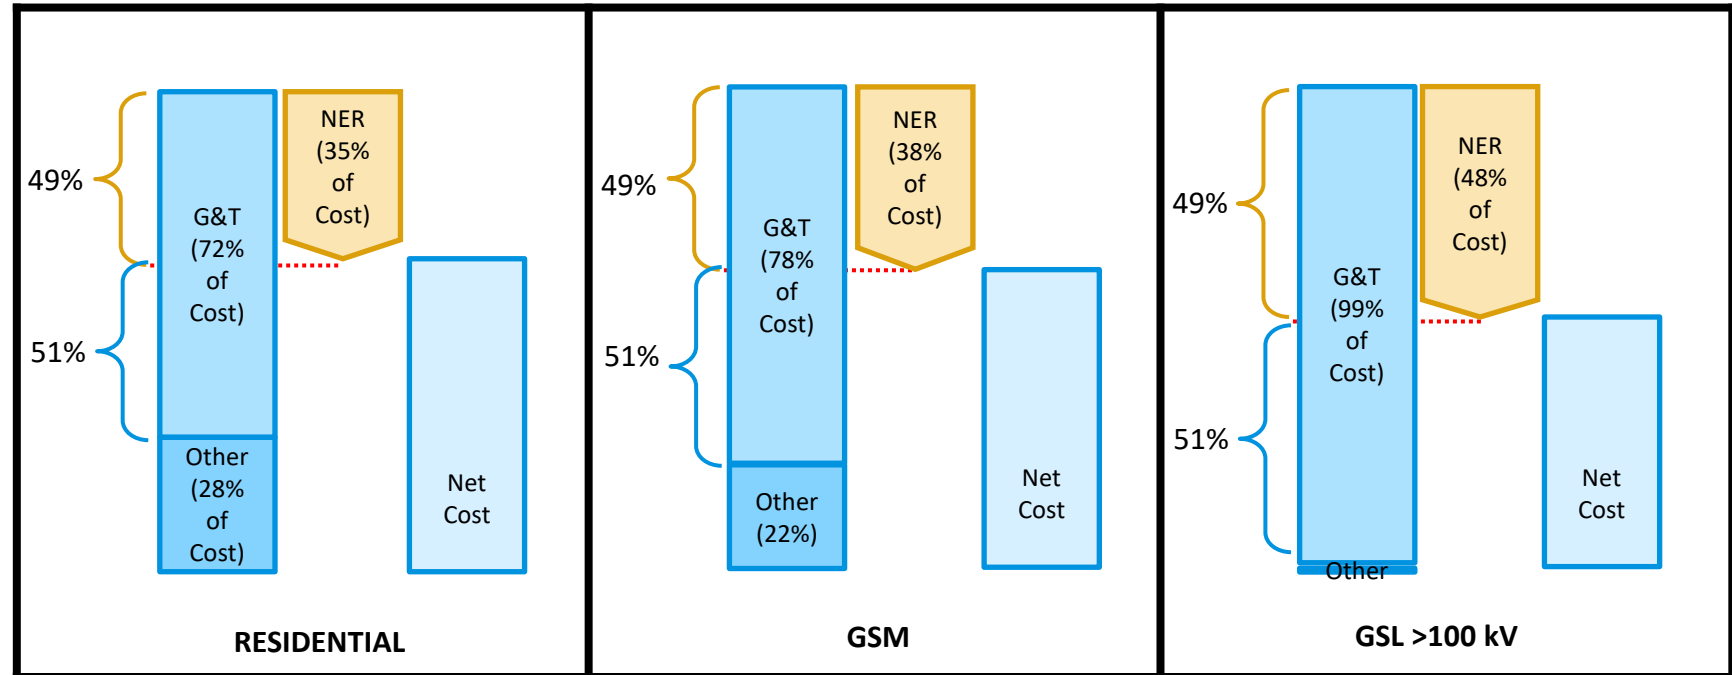 49%
51%
G&T
(72%
of
Cost)
Other
(28%
of
Cost)
NER
(35%
of
Cost)
Net
Cost
RESIDENTIAL
49%
51%
G&T
(78%
of
Cost)
Other
(22%)
NER
(38%
of
Cost)
Net
Cost
GSM
49%
51%
G&T
(99%
of
Cost)
Other
NER
(48%
of
Cost)
Net
Cost
GSL >100 kV